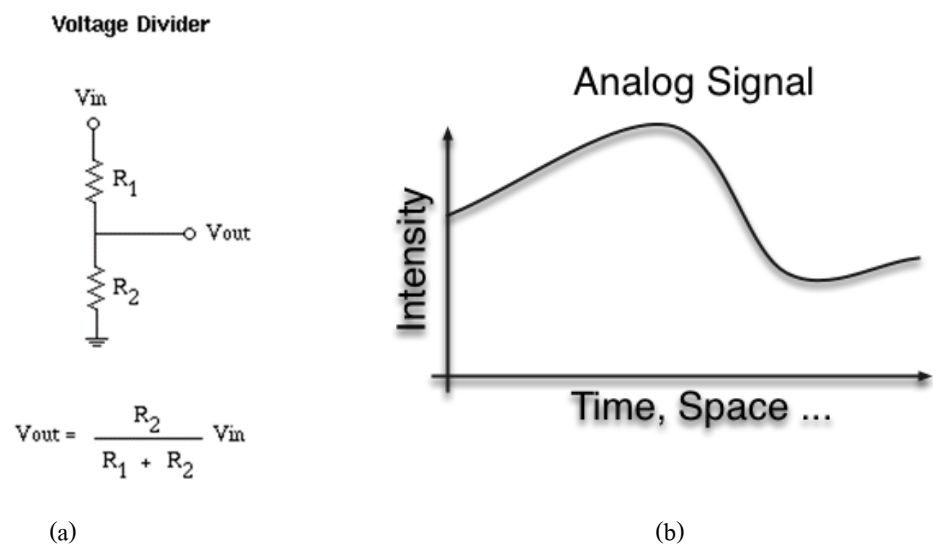 Voltage Divider
Vin
R1
Vout
R2
Vout = R2 / R1 + R2 Vin
(a)
Analog Signal
Intensity
Time, Space ...
(b)